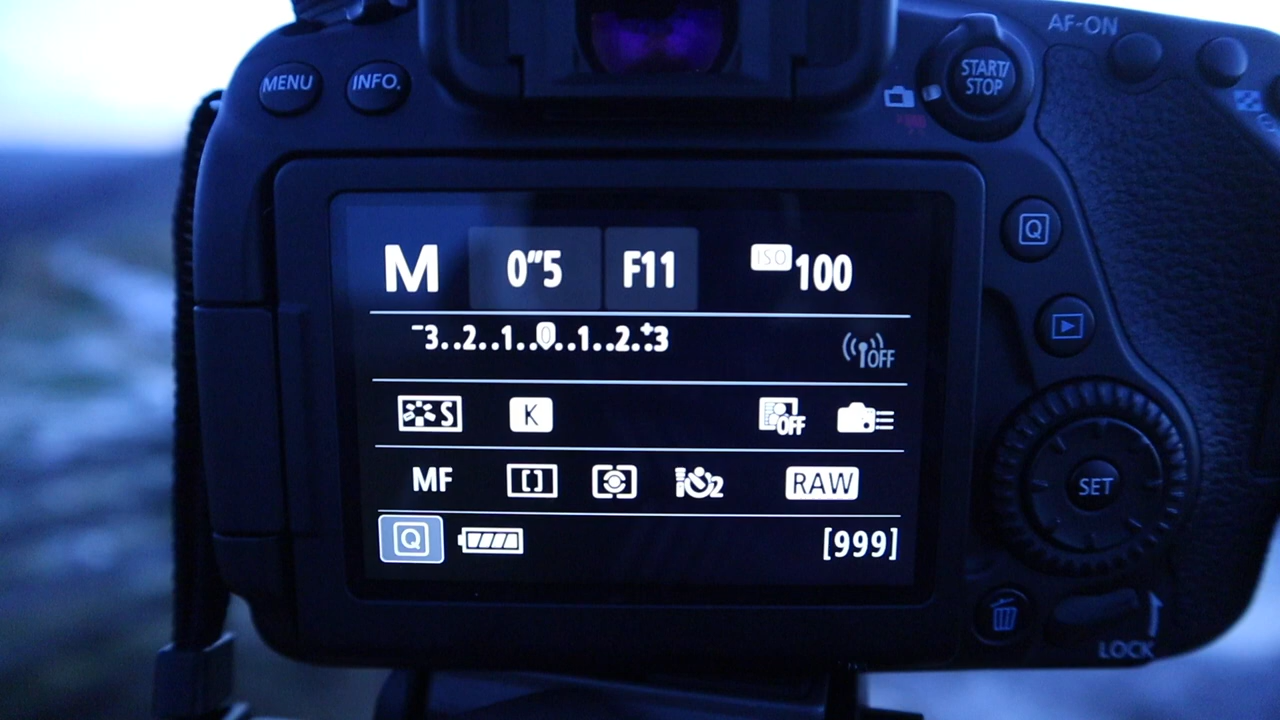 AF-ON
MENU INFO. START/
STOP
Q
M 0"5 F11 ISO 100
-3..2..1..0..1..2..+3
OFF
S K OFF
MF 2 RAW
SET
Q [999]
LOCK